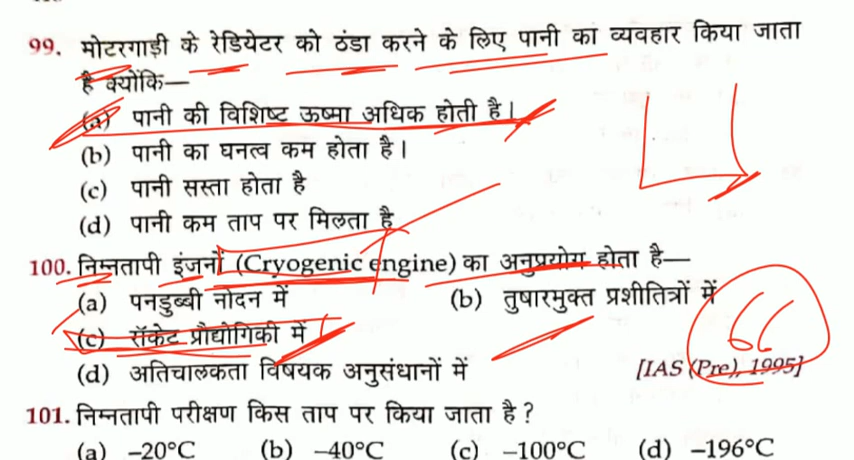 99. मोटरगाड़ी के रेडियेटर को ठंडा करने के लिए पानी का व्यवहार किया जाता
है क्योंकि—
(a) पानी की विशिष्ट ऊष्मा अधिक होती है।
(b) पानी का घनत्व कम होता है।
(c) पानी सस्ता होता है
(d) पानी कम ताप पर मिलता है
100. निम्नतापी इंजनों (Cryogenic engine) का अनुप्रयोग होता है—
(a) पनडुब्बी नोदन में (b) तुषारमुक्त प्रशीतित्रों में
(c) रॉकेट प्रौद्योगिकी में
(d) अतिचालकता विषयक अनुसंधानों में [IAS (Pre), 1995]
101. निम्नतापी परीक्षण किस ताप पर किया जाता है ?
(a) –20°C (b) –40°C (c) –100°C (d) –196°C